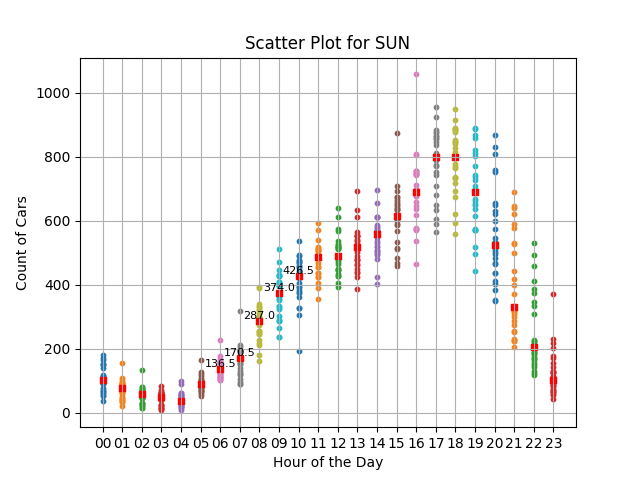 Scatter Plot for SUN
Count of Cars
1000
800
600
400
200
0
426.5
374.0
287.0
170.5
136.5
00 01 02 03 04 05 06 07 08 09 10 11 12 13 14 15 16 17 18 19 20 21 22 23
Hour of the Day